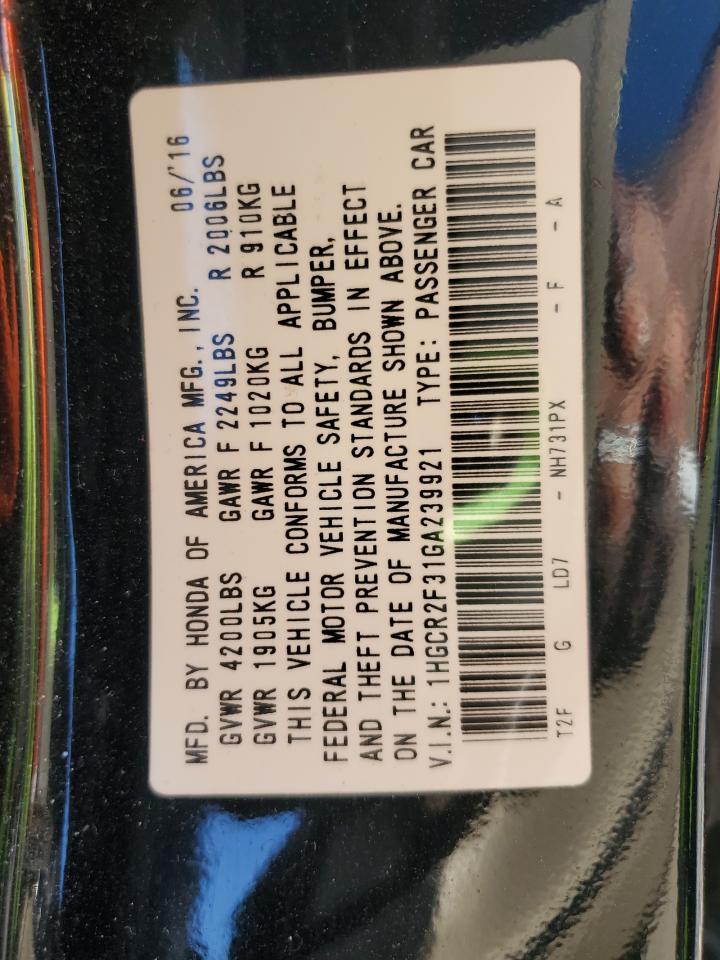 MFD. BY HONDA OF AMERICA MFG., INC. 06/'16
GVWR 4200LBS GAWR F 2249LBS R 2006LBS
GVWR 1905KG GAWR F 1020KG R 910KG
THIS VEHICLE CONFORMS TO ALL APPLICABLE
FEDERAL MOTOR VEHICLE SAFETY, BUMPER,
AND THEFT PREVENTION STANDARDS IN EFFECT
ON THE DATE OF MANUFACTURE SHOWN ABOVE.
V.I.N.: 1HGCR2F31GA239921 TYPE: PASSENGER CAR
T2F G LD7 - NH731PX - F - A